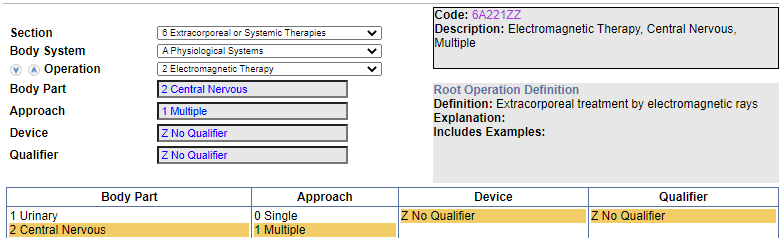 Section 6 Extracorporeal or Systemic Therapies
Body System A Physiological Systems
Operation 2 Electromagnetic Therapy
Body Part 2 Central Nervous
Approach 1 Multiple
Device Z No Qualifier
Qualifier Z No Qualifier
Code: 6A221ZZ
Description: Electromagnetic Therapy, Central Nervous,
Multiple
Root Operation Definition
Definition: Extracorporeal treatment by electromagnetic rays
Explanation:
Includes Examples:
Body Part Approach Device Qualifier
1 Urinary 0 Single Z No Qualifier Z No Qualifier
2 Central Nervous 1 Multiple